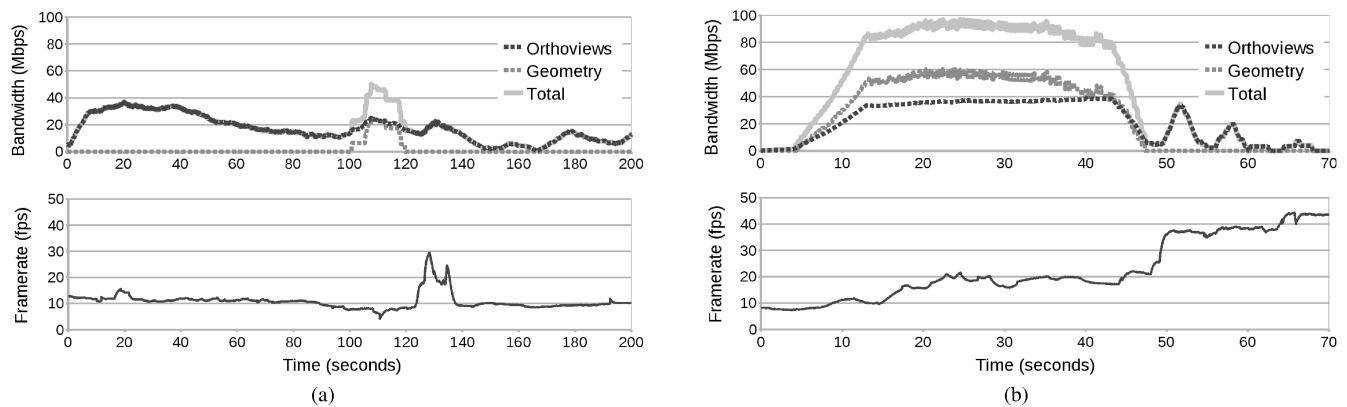 Bandwidth (Mbps)
100
80
60
40
20
0
Orthoviews
Geometry
Total
0 20 40 60 80 100 120 140 160 180 200
Framerate (fps)
50
40
30
20
10
0
0 20 40 60 80 100 120 140 160 180 200
Time (seconds)
(a)
Bandwidth (Mbps)
100
80
60
40
20
0
Orthoviews
Geometry
Total
0 10 20 30 40 50 60 70
Framerate (fps)
50
40
30
20
10
0
0 10 20 30 40 50 60 70
Time (seconds)
(b)